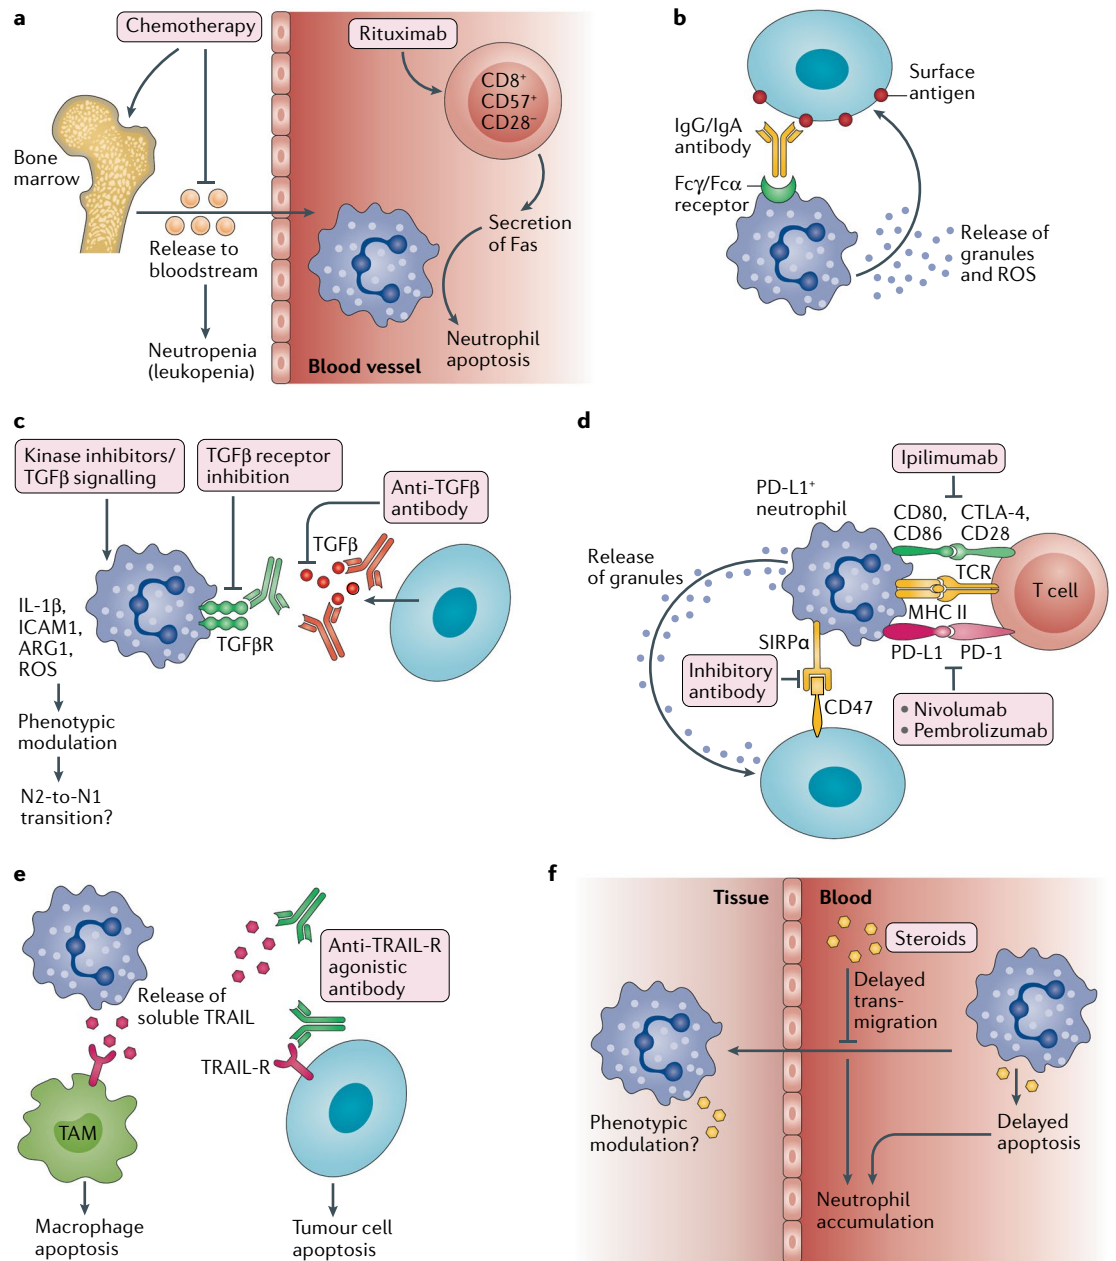 a
Chemotherapy
Bone
marrow
Release to
bloodstream
Neutropenia
(leukopenia)
Rituximab
CD8⁺
CD57⁺
CD28⁻
Secretion
of Fas
Neutrophil
apoptosis
Blood vessel
b
Surface
antigen
IgG/IgA
antibody
Fcγ/Fcα
receptor
Release of
granules
and ROS
c
Kinase inhibitors/
TGFβ signalling
TGFβ receptor
inhibition
Anti-TGFβ
antibody
TGFβ
TGFβR
IL-1β,
ICAM1,
ARG1,
ROS
Phenotypic
modulation
N2-to-N1
transition?
d
Ipilimumab
PD-L1⁺
neutrophil
CD80,
CD86
CTLA-4,
CD28
Release
of granules
TCR
MHC II
T cell
PD-L1
PD-1
SIRPα
Inhibitory
antibody
CD47
• Nivolumab
• Pembrolizumab
e
Release of
soluble TRAIL
Anti-TRAIL-R
agonistic
antibody
TRAIL-R
TAM
Macrophage
apoptosis
Tumour cell
apoptosis
f
Tissue
Blood
Steroids
Delayed
trans-
migration
Phenotypic
modulation?
Delayed
apoptosis
Neutrophil
accumulation